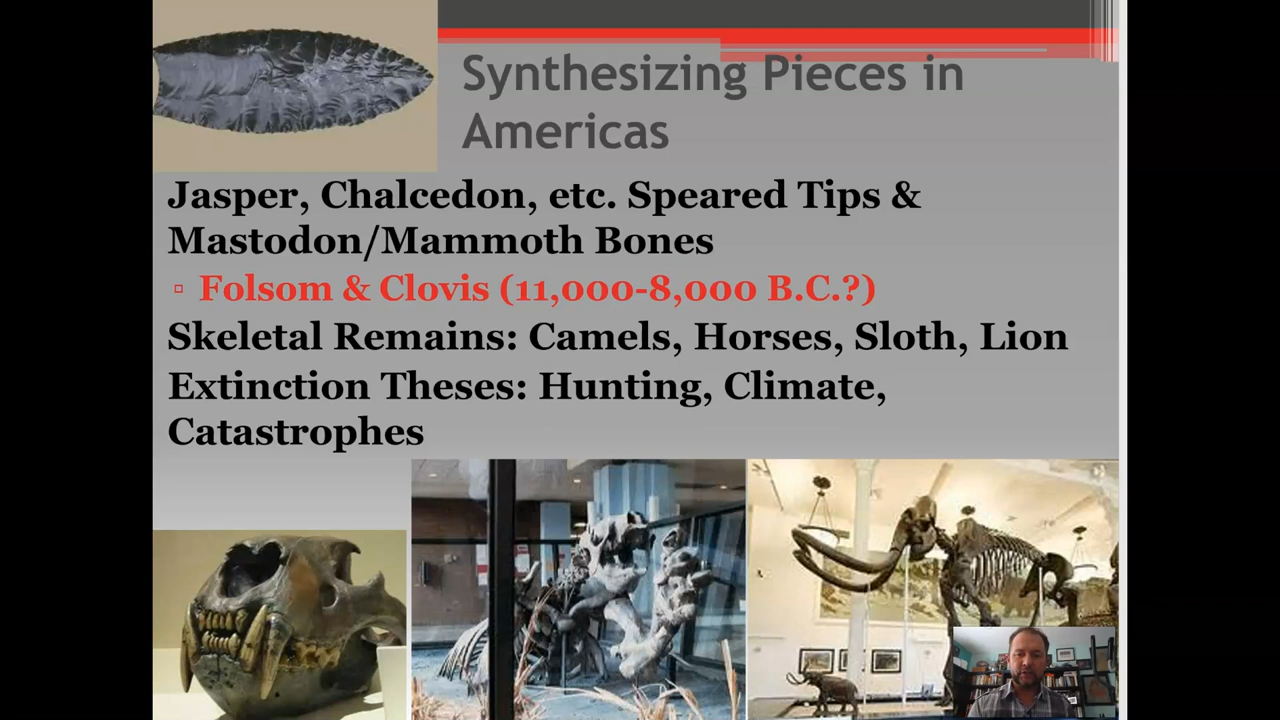 Synthesizing Pieces in
Americas
Jasper, Chalcedon, etc. Speared Tips &
Mastodon/Mammoth Bones
▫ Folsom & Clovis (11,000-8,000 B.C.?)
Skeletal Remains: Camels, Horses, Sloth, Lion
Extinction Theses: Hunting, Climate,
Catastrophes